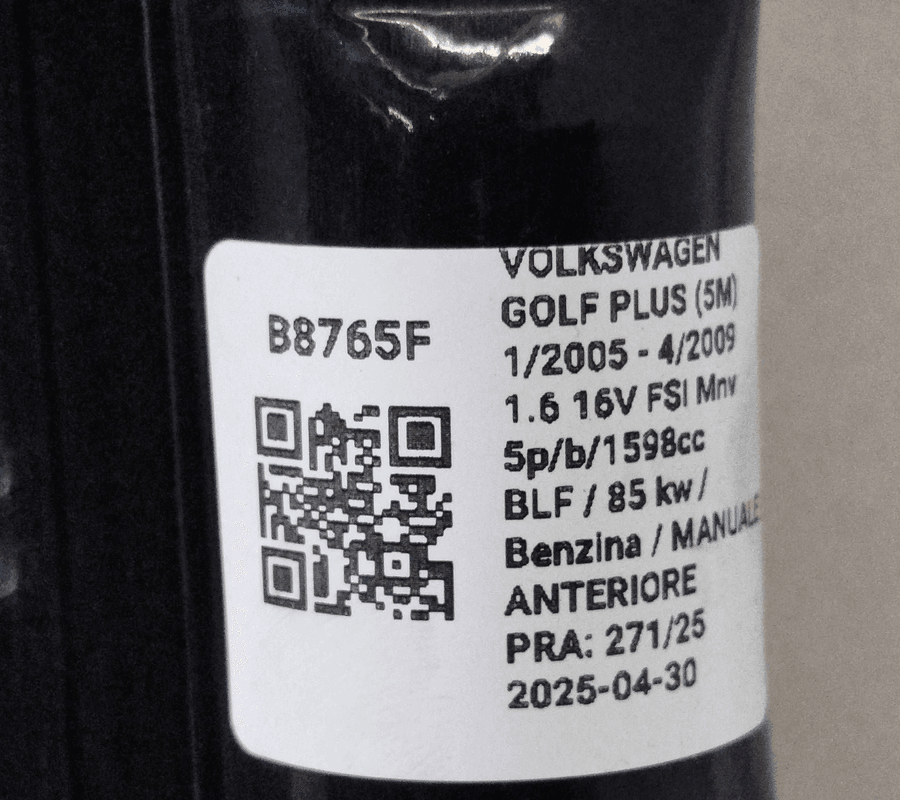 B8765F
VOLKSWAGEN
GOLF PLUS (5M)
1/2005 - 4/2009
1.6 16V FSI Mnv
5p/b/1598cc
BLF / 85 kw /
Benzina / MANUALE
ANTERIORE
PRA: 271/25
2025-04-30